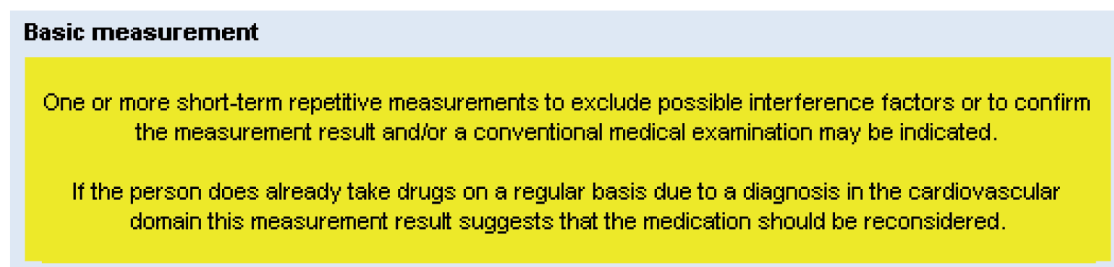 Basic measurement
One or more short-term repetitive measurements to exclude possible interference factors or to confirm
the measurement result and/or a conventional medical examination may be indicated.
If the person does already take drugs on a regular basis due to a diagnosis in the cardiovascular
domain this measurement result suggests that the medication should be reconsidered.